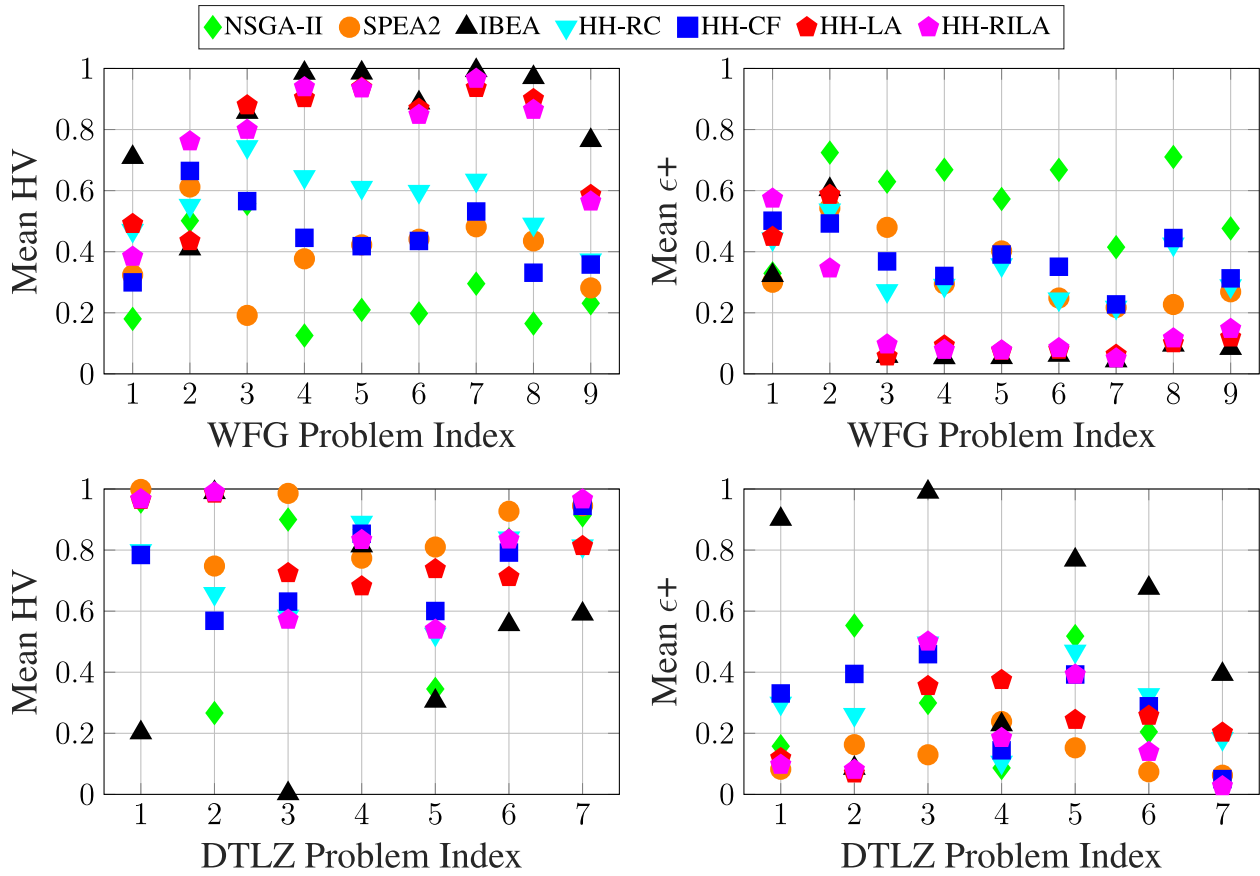 NSGA-II SPEA2 IBEA HH-RC HH-CF HH-LA HH-RILA
1
0.8
0.6
0.4
0.2
0
Mean HV
1 2 3 4 5 6 7 8 9
WFG Problem Index
1
0.8
0.6
0.4
0.2
0
Mean ϵ+
1 2 3 4 5 6 7 8 9
WFG Problem Index
1
0.8
0.6
0.4
0.2
0
Mean HV
1 2 3 4 5 6 7
DTLZ Problem Index
1
0.8
0.6
0.4
0.2
0
Mean ϵ+
1 2 3 4 5 6 7
DTLZ Problem Index